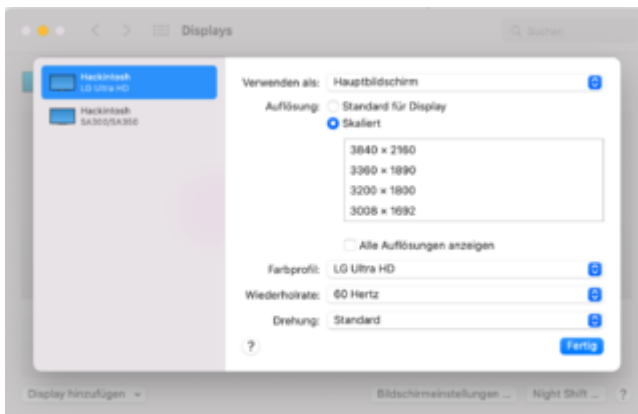 Displays
Suchen
Hackintosh
LG Ultra HD
Hackintosh
SA300/SA350
Verwenden als: Hauptbildschirm
Auflösung: Standard für Display
Skaliert
3840 × 2160
3360 × 1890
3200 × 1800
3008 × 1692
Alle Auflösungen anzeigen
Farbprofil: LG Ultra HD
Wiederholrate: 60 Hertz
Drehung: Standard
? Fertig
Display hinzufügen Bildschirmeinstellungen ... Night Shift ... ?